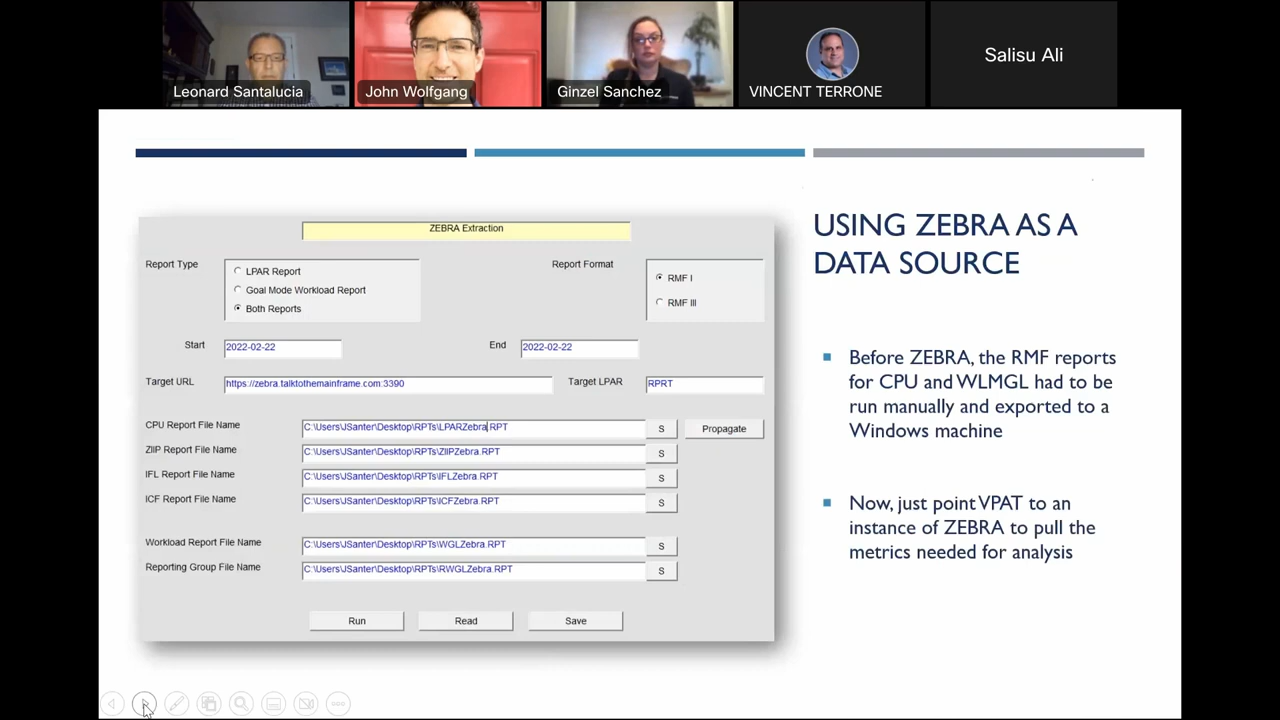 Leonard Santalucia
John Wolfgang
Ginzel Sanchez
VINCENT TERRONE
Salisu Ali
ZEBRA Extraction
Report Type
LPAR Report
Goal Mode Workload Report
Both Reports
Report Format
RMF I
RMF III
Start
2022-02-22
End
2022-02-22
Target URL
https://zebra.talktothemainframe.com:3390
Target LPAR
RPRT
CPU Report File Name
C:\Users\JSanter\Desktop\RPTs\LPARZebra.RPT
S
Propagate
ZIIP Report File Name
C:\Users\JSanter\Desktop\RPTs\ZIIPZebra.RPT
S
IFL Report File Name
C:\Users\JSanter\Desktop\RPTs\IFLZebra.RPT
S
ICF Report File Name
C:\Users\JSanter\Desktop\RPTs\ICFZebra.RPT
S
Workload Report File Name
C:\Users\JSanter\Desktop\RPTs\WGLZebra.RPT
S
Reporting Group File Name
C:\Users\JSanter\Desktop\RPTs\RWGLZebra.RPT
S
Run
Read
Save
USING ZEBRA AS A
DATA SOURCE
Before ZEBRA, the RMF reports
for CPU and WLMGL had to be
run manually and exported to a
Windows machine
Now, just point VPAT to an
instance of ZEBRA to pull the
metrics needed for analysis